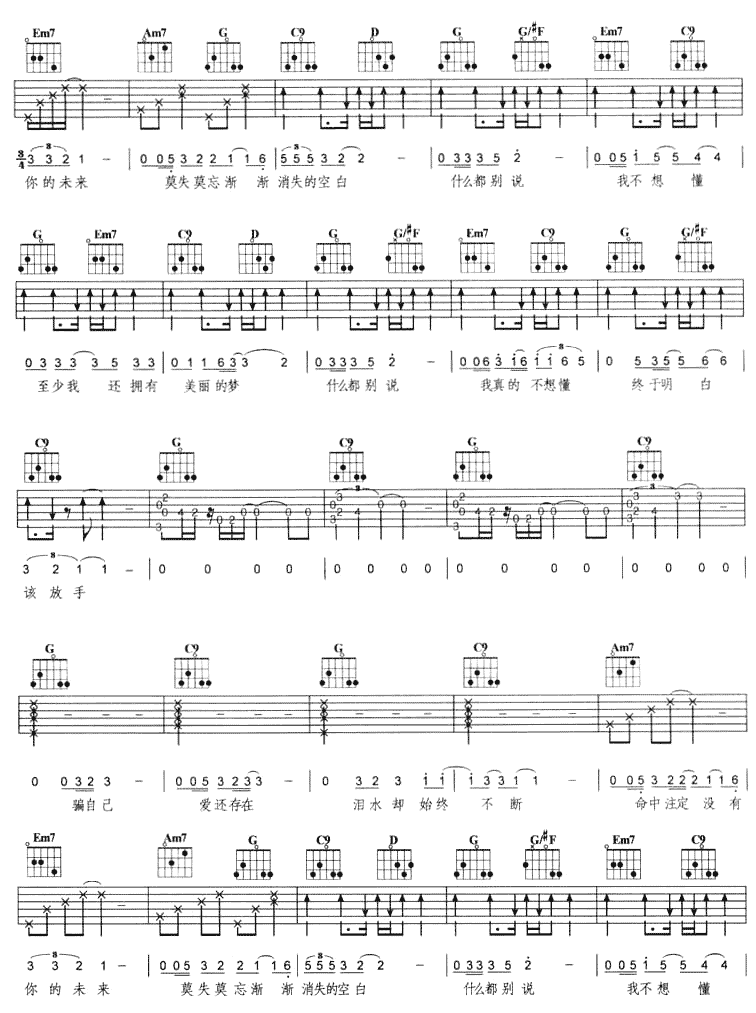 Em7 Am7 G C9 D G G/#F Em7 C9
3/4 3 3 2 1 – | 0 0 5 3 2 2 1 1 6 | 5 5 5 3 2 2 – | 0 3 3 3 5 2 – | 0 0 5 1 5 5 4 4
你的未来 莫失莫忘渐 渐 消失的空白 什么都别 说 我不想 懂
G Em7 C9 D G G/#F Em7 C9 G G/#F
0 3 3 3 3 5 3 3 | 0 1 1 6 3 3 2 | 0 3 3 3 5 2 – | 0 0 6 3 1 6 1 1 6 5 | 0 5 3 5 5 6 6
至少我 还 拥有 美丽的梦 什么都别 说 我真的 不想懂 终于明 白
C9 G C9 G C9
3 2 1 1 – | 0 0 0 0 | 0 0 0 0 | 0 0 0 0 | 0 0 0 0
该 放 手
G C9 G C9 Am7
0 0 3 2 3 – | 0 0 5 3 2 3 3 – | 0 3 2 3 1 1 | 1 3 3 1 1 – | 0 0 5 3 2 2 2 1 1 6
骗自己 爱还存在 泪水却 始终 不 断 命中注定 没有
Em7 Am7 G C9 D G G/#F Em7 C9
3 3 2 1 – | 0 0 5 3 2 2 1 1 6 | 5 5 5 3 2 2 – | 0 3 3 3 5 2 – | 0 0 5 1 5 5 4 4
你 的 未 来 莫失莫忘渐 渐 消失的空白 什么都别 说 我不想 懂